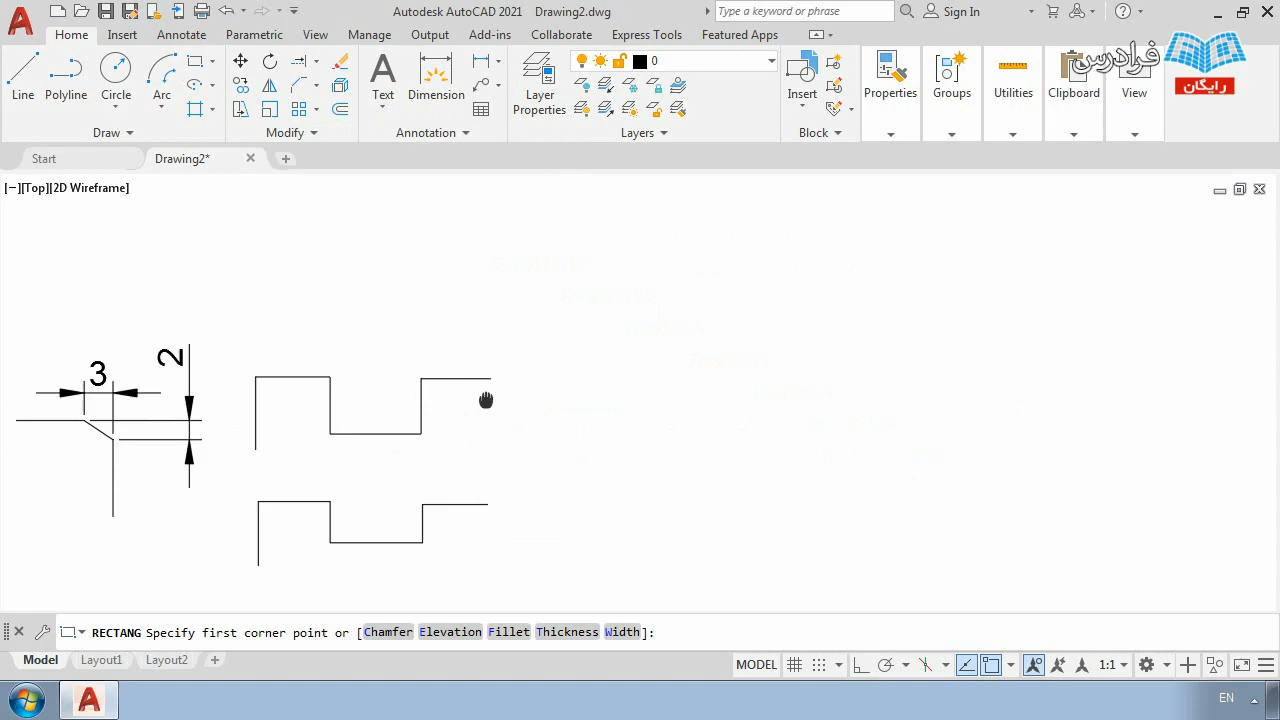 Autodesk AutoCAD 2021 Drawing2.dwg
Type a keyword or phrase
Sign In
Home Insert Annotate Parametric View Manage Output Add-ins Collaborate Express Tools Featured Apps
فرادرس
رایگان
Line Polyline Circle Arc
Text Dimension
Layer
Properties
0
Insert
Properties Groups Utilities Clipboard View
Draw Modify Annotation Layers Block
Start Drawing2*
[−][Top][2D Wireframe]
3
2
RECTANG Specify first corner point or [Chamfer Elevation Fillet Thickness Width]:
Model Layout1 Layout2
MODEL 1:1
EN